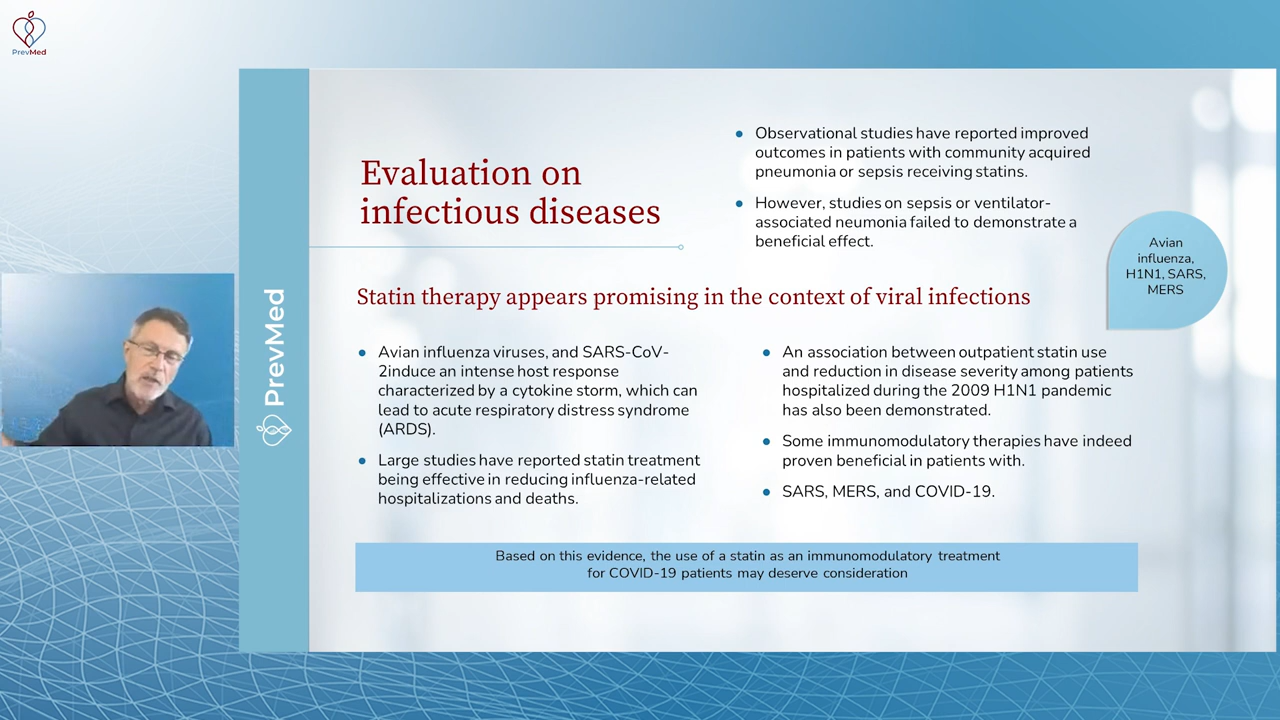 PrevMed
PrevMed
Evaluation on
infectious diseases
Observational studies have reported improved
outcomes in patients with community acquired
pneumonia or sepsis receiving statins.
However, studies on sepsis or ventilator-
associated neumonia failed to demonstrate a
beneficial effect.
Avian
influenza,
H1N1, SARS,
MERS
Statin therapy appears promising in the context of viral infections
Avian influenza viruses, and SARS-CoV-
2induce an intense host response
characterized by a cytokine storm, which can
lead to acute respiratory distress syndrome
(ARDS).
Large studies have reported statin treatment
being effective in reducing influenza-related
hospitalizations and deaths.
An association between outpatient statin use
and reduction in disease severity among patients
hospitalized during the 2009 H1N1 pandemic
has also been demonstrated.
Some immunomodulatory therapies have indeed
proven beneficial in patients with.
SARS, MERS, and COVID-19.
Based on this evidence, the use of a statin as an immunomodulatory treatment
for COVID-19 patients may deserve consideration